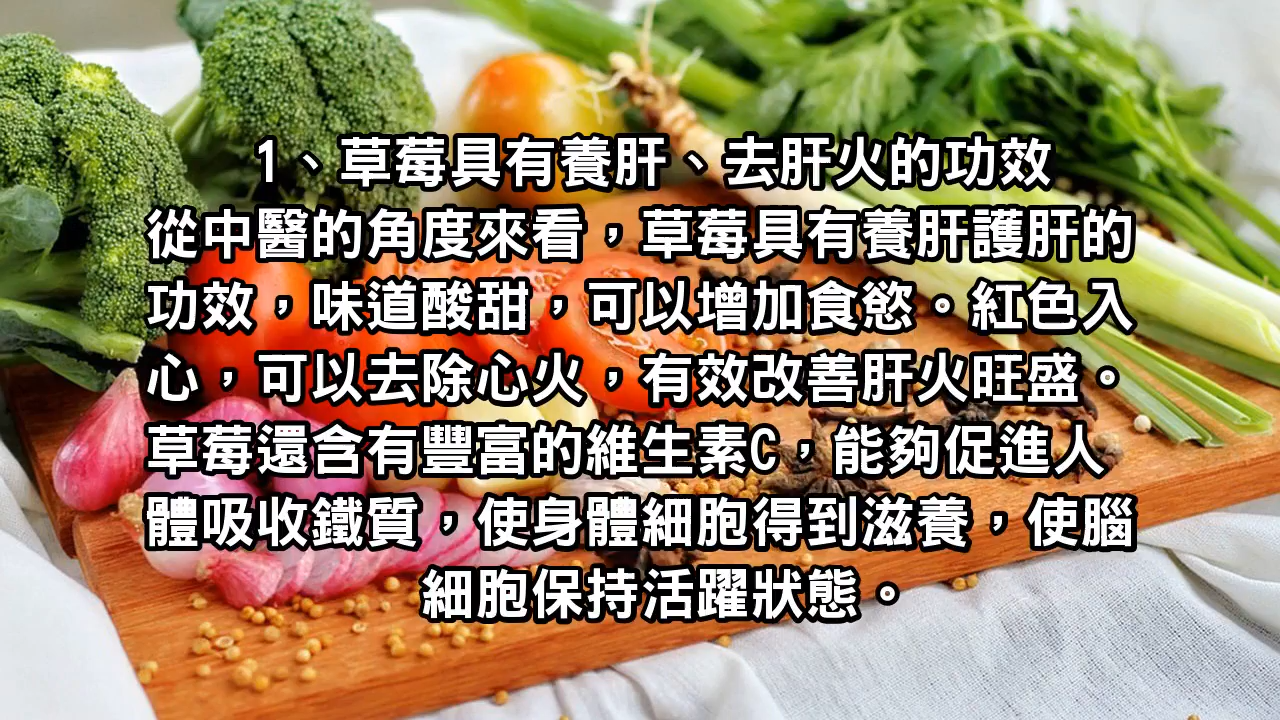 1、草莓具有養肝、去肝火的功效
從中醫的角度來看，草莓具有養肝護肝的
功效，味道酸甜，可以增加食慾。紅色入
心，可以去除心火，有效改善肝火旺盛。
草莓還含有豐富的維生素C，能夠促進人
體吸收鐵質，使身體細胞得到滋養，使腦
細胞保持活躍狀態。